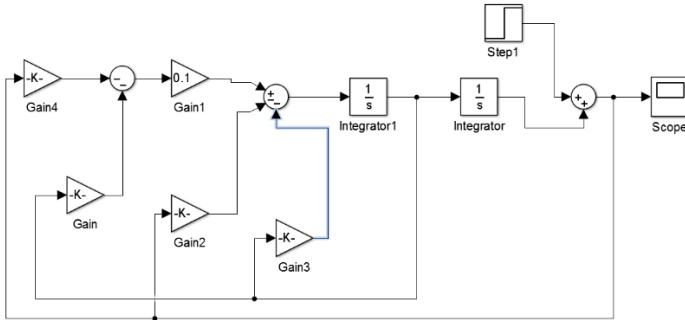 Step1
-K-
Gain4
0.1
Gain1
1
s
Integrator1
1
s
Integrator
Scope
-K-
Gain
-K-
Gain2
-K-
Gain3